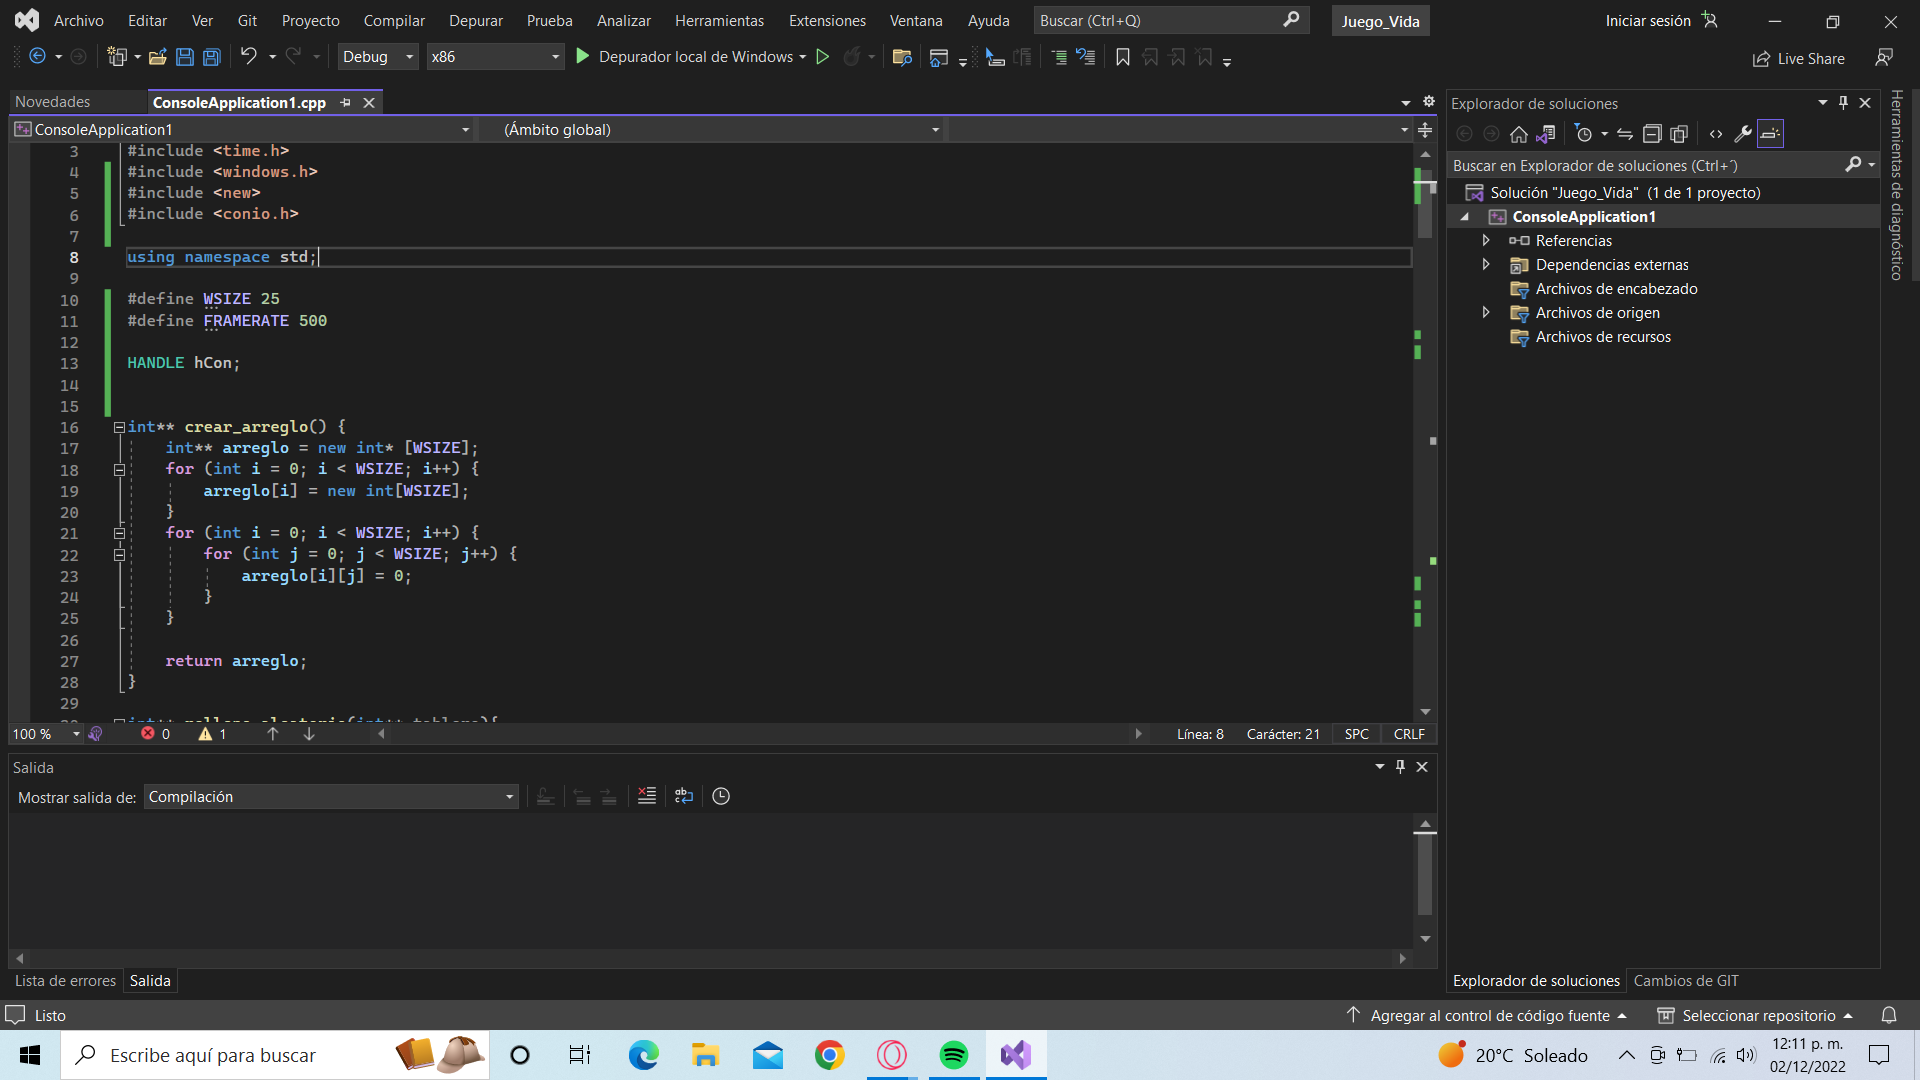 Archivo Editar Ver Git Proyecto Compilar Depurar Prueba Analizar Herramientas Extensiones Ventana Ayuda Buscar (Ctrl+Q) Juego_Vida Iniciar sesión
Debug x86 Depurador local de Windows Live Share
Novedades ConsoleApplication1.cpp
ConsoleApplication1 (Ámbito global)
3 #include <time.h>
4 #include <windows.h>
5 #include <new>
6 #include <conio.h>
7
8 using namespace std;
9
10 #define WSIZE 25
11 #define FRAMERATE 500
12
13 HANDLE hCon;
14
15
16 int** crear_arreglo() {
17 int** arreglo = new int* [WSIZE];
18 for (int i = 0; i < WSIZE; i++) {
19 arreglo[i] = new int[WSIZE];
20 }
21 for (int i = 0; i < WSIZE; i++) {
22 for (int j = 0; j < WSIZE; j++) {
23 arreglo[i][j] = 0;
24 }
25 }
26
27 return arreglo;
28 }
29
100 % 0 1 Línea: 8 Carácter: 21 SPC CRLF
Salida
Mostrar salida de: Compilación
Lista de errores Salida
Explorador de soluciones
Buscar en Explorador de soluciones (Ctrl+´)
Solución "Juego_Vida" (1 de 1 proyecto)
ConsoleApplication1
Referencias
Dependencias externas
Archivos de encabezado
Archivos de origen
Archivos de recursos
Explorador de soluciones Cambios de GIT
Herramientas de diagnóstico
Listo Agregar al control de código fuente Seleccionar repositorio
Escribe aquí para buscar 20°C Soleado 12:11 p. m.
02/12/2022